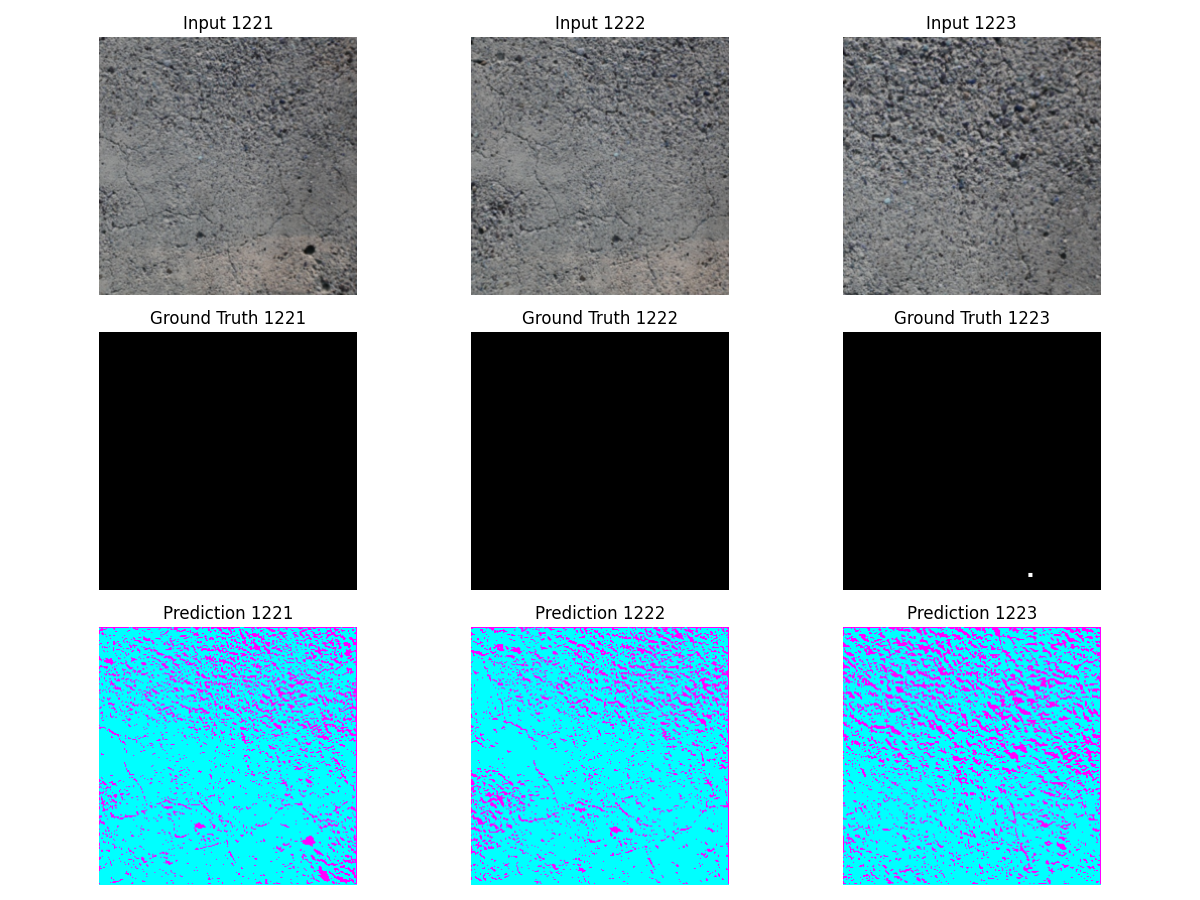 Input 1221
Input 1222
Input 1223
Ground Truth 1221
Ground Truth 1222
Ground Truth 1223
Prediction 1221
Prediction 1222
Prediction 1223